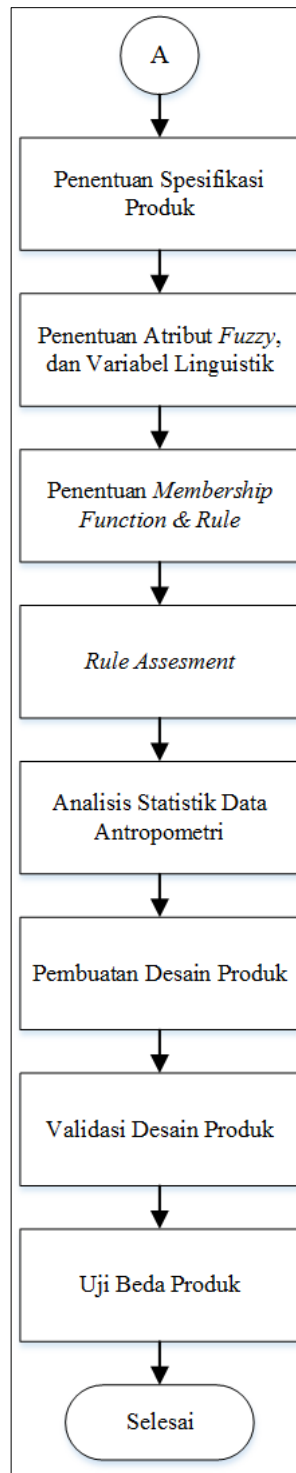 A
Penentuan Spesifikasi
Produk
Penentuan Atribut Fuzzy,
dan Variabel Linguistik
Penentuan Membership
Function & Rule
Rule Assesment
Analisis Statistik Data
Antropometri
Pembuatan Desain Produk
Validasi Desain Produk
Uji Beda Produk
Selesai